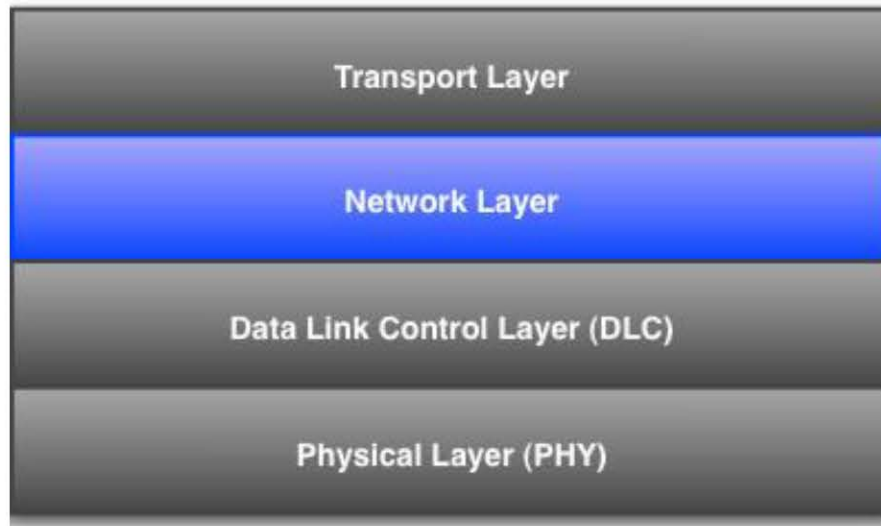 Transport Layer
Network Layer
Data Link Control Layer (DLC)
Physical Layer (PHY)